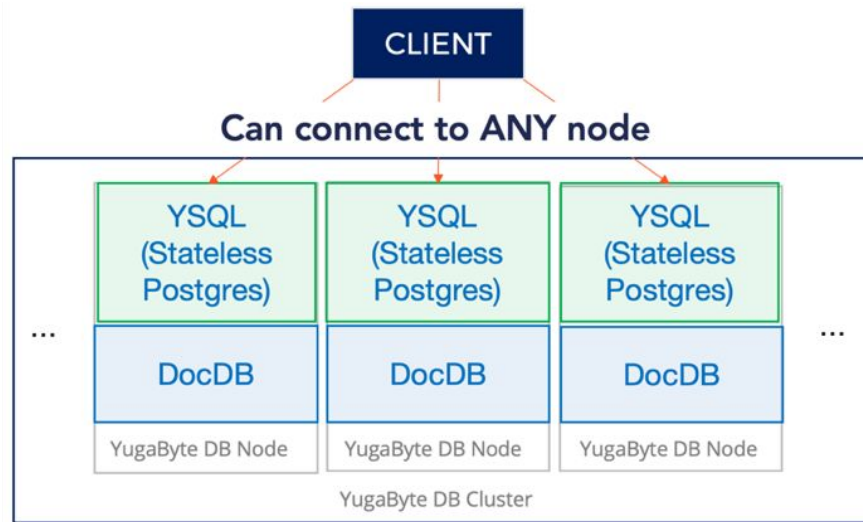 CLIENT
Can connect to ANY node
YSQL
(Stateless
Postgres)
YSQL
(Stateless
Postgres)
YSQL
(Stateless
Postgres)
...
...
DocDB
DocDB
DocDB
YugaByte DB Node
YugaByte DB Node
YugaByte DB Node
YugaByte DB Cluster